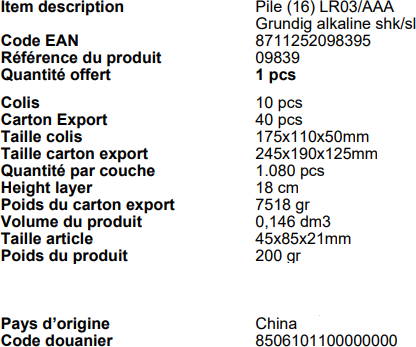 Item description Pile (16) LR03/AAA
Grundig alkaline shk/sl
Code EAN 8711252098395
Référence du produit 09839
Quantité offert 1 pcs
Colis 10 pcs
Carton Export 40 pcs
Taille colis 175x110x50mm
Taille carton export 245x190x125mm
Quantité par couche 1.080 pcs
Height layer 18 cm
Poids du carton export 7518 gr
Volume du produit 0,146 dm3
Taille article 45x85x21mm
Poids du produit 200 gr
Pays d'origine China
Code douanier 8506101100000000